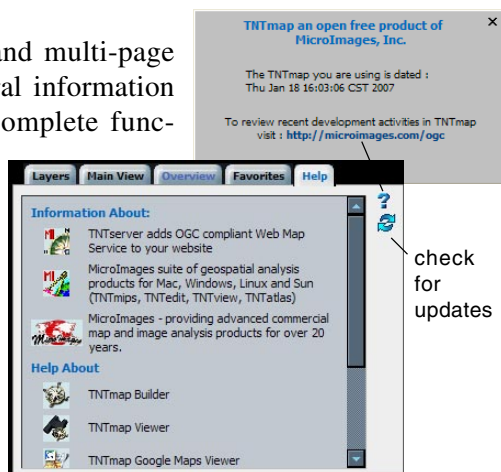 and multi-page
ral information
complete func-
×
TNTmap an open free product of
MicroImages, Inc.
The TNTmap you are using is dated :
Thu Jan 18 16:03:06 CST 2007
To review recent development activities in TNTmap
visit : http://microimages.com/ogc
Layers Main View Overview Favorites Help
?
Information About:
TNTserver adds OGC compliant Web Map
Service to your website
MicroImages suite of geospatial analysis
products for Mac, Windows, Linux and Sun
(TNTmips, TNTedit, TNTview, TNTatlas)
MicroImages - providing advanced commercial
map and image analysis products for over 20
years.
Help About
TNTmap Builder
TNTmap Viewer
TNTmap Google Maps Viewer
check
for
updates